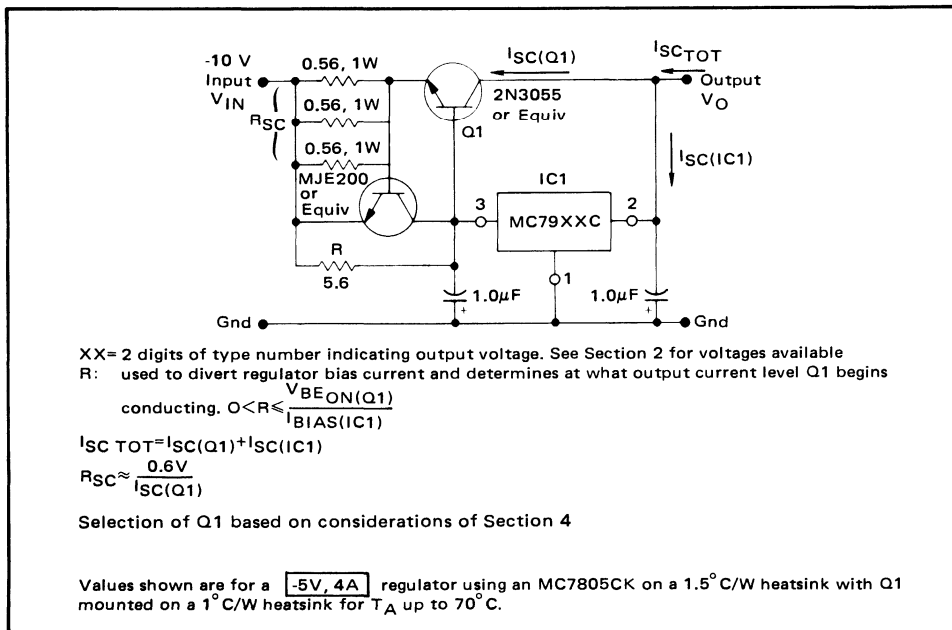 ISC(Q1)
ISCTOT
-10 V
Input
VIN
0.56, 1W
Output
VO
2N3055
or Equiv
Q1
RSC
0.56, 1W
0.56, 1W
ISC(IC1)
MJE200
or
Equiv
IC1
3
MC79XXC
2
R
5.6
1
1.0µF
+
1.0µF
+
Gnd
Gnd
XX= 2 digits of type number indicating output voltage. See Section 2 for voltages available
R: used to divert regulator bias current and determines at what output current level Q1 begins
conducting. O<R≤ VBEON(Q1) / IBIAS(IC1)
ISC TOT=ISC(Q1)+ISC(IC1)
RSC≈ 0.6V / ISC(Q1)
Selection of Q1 based on considerations of Section 4
Values shown are for a -5V, 4A regulator using an MC7805CK on a 1.5°C/W heatsink with Q1
mounted on a 1°C/W heatsink for TA up to 70°C.